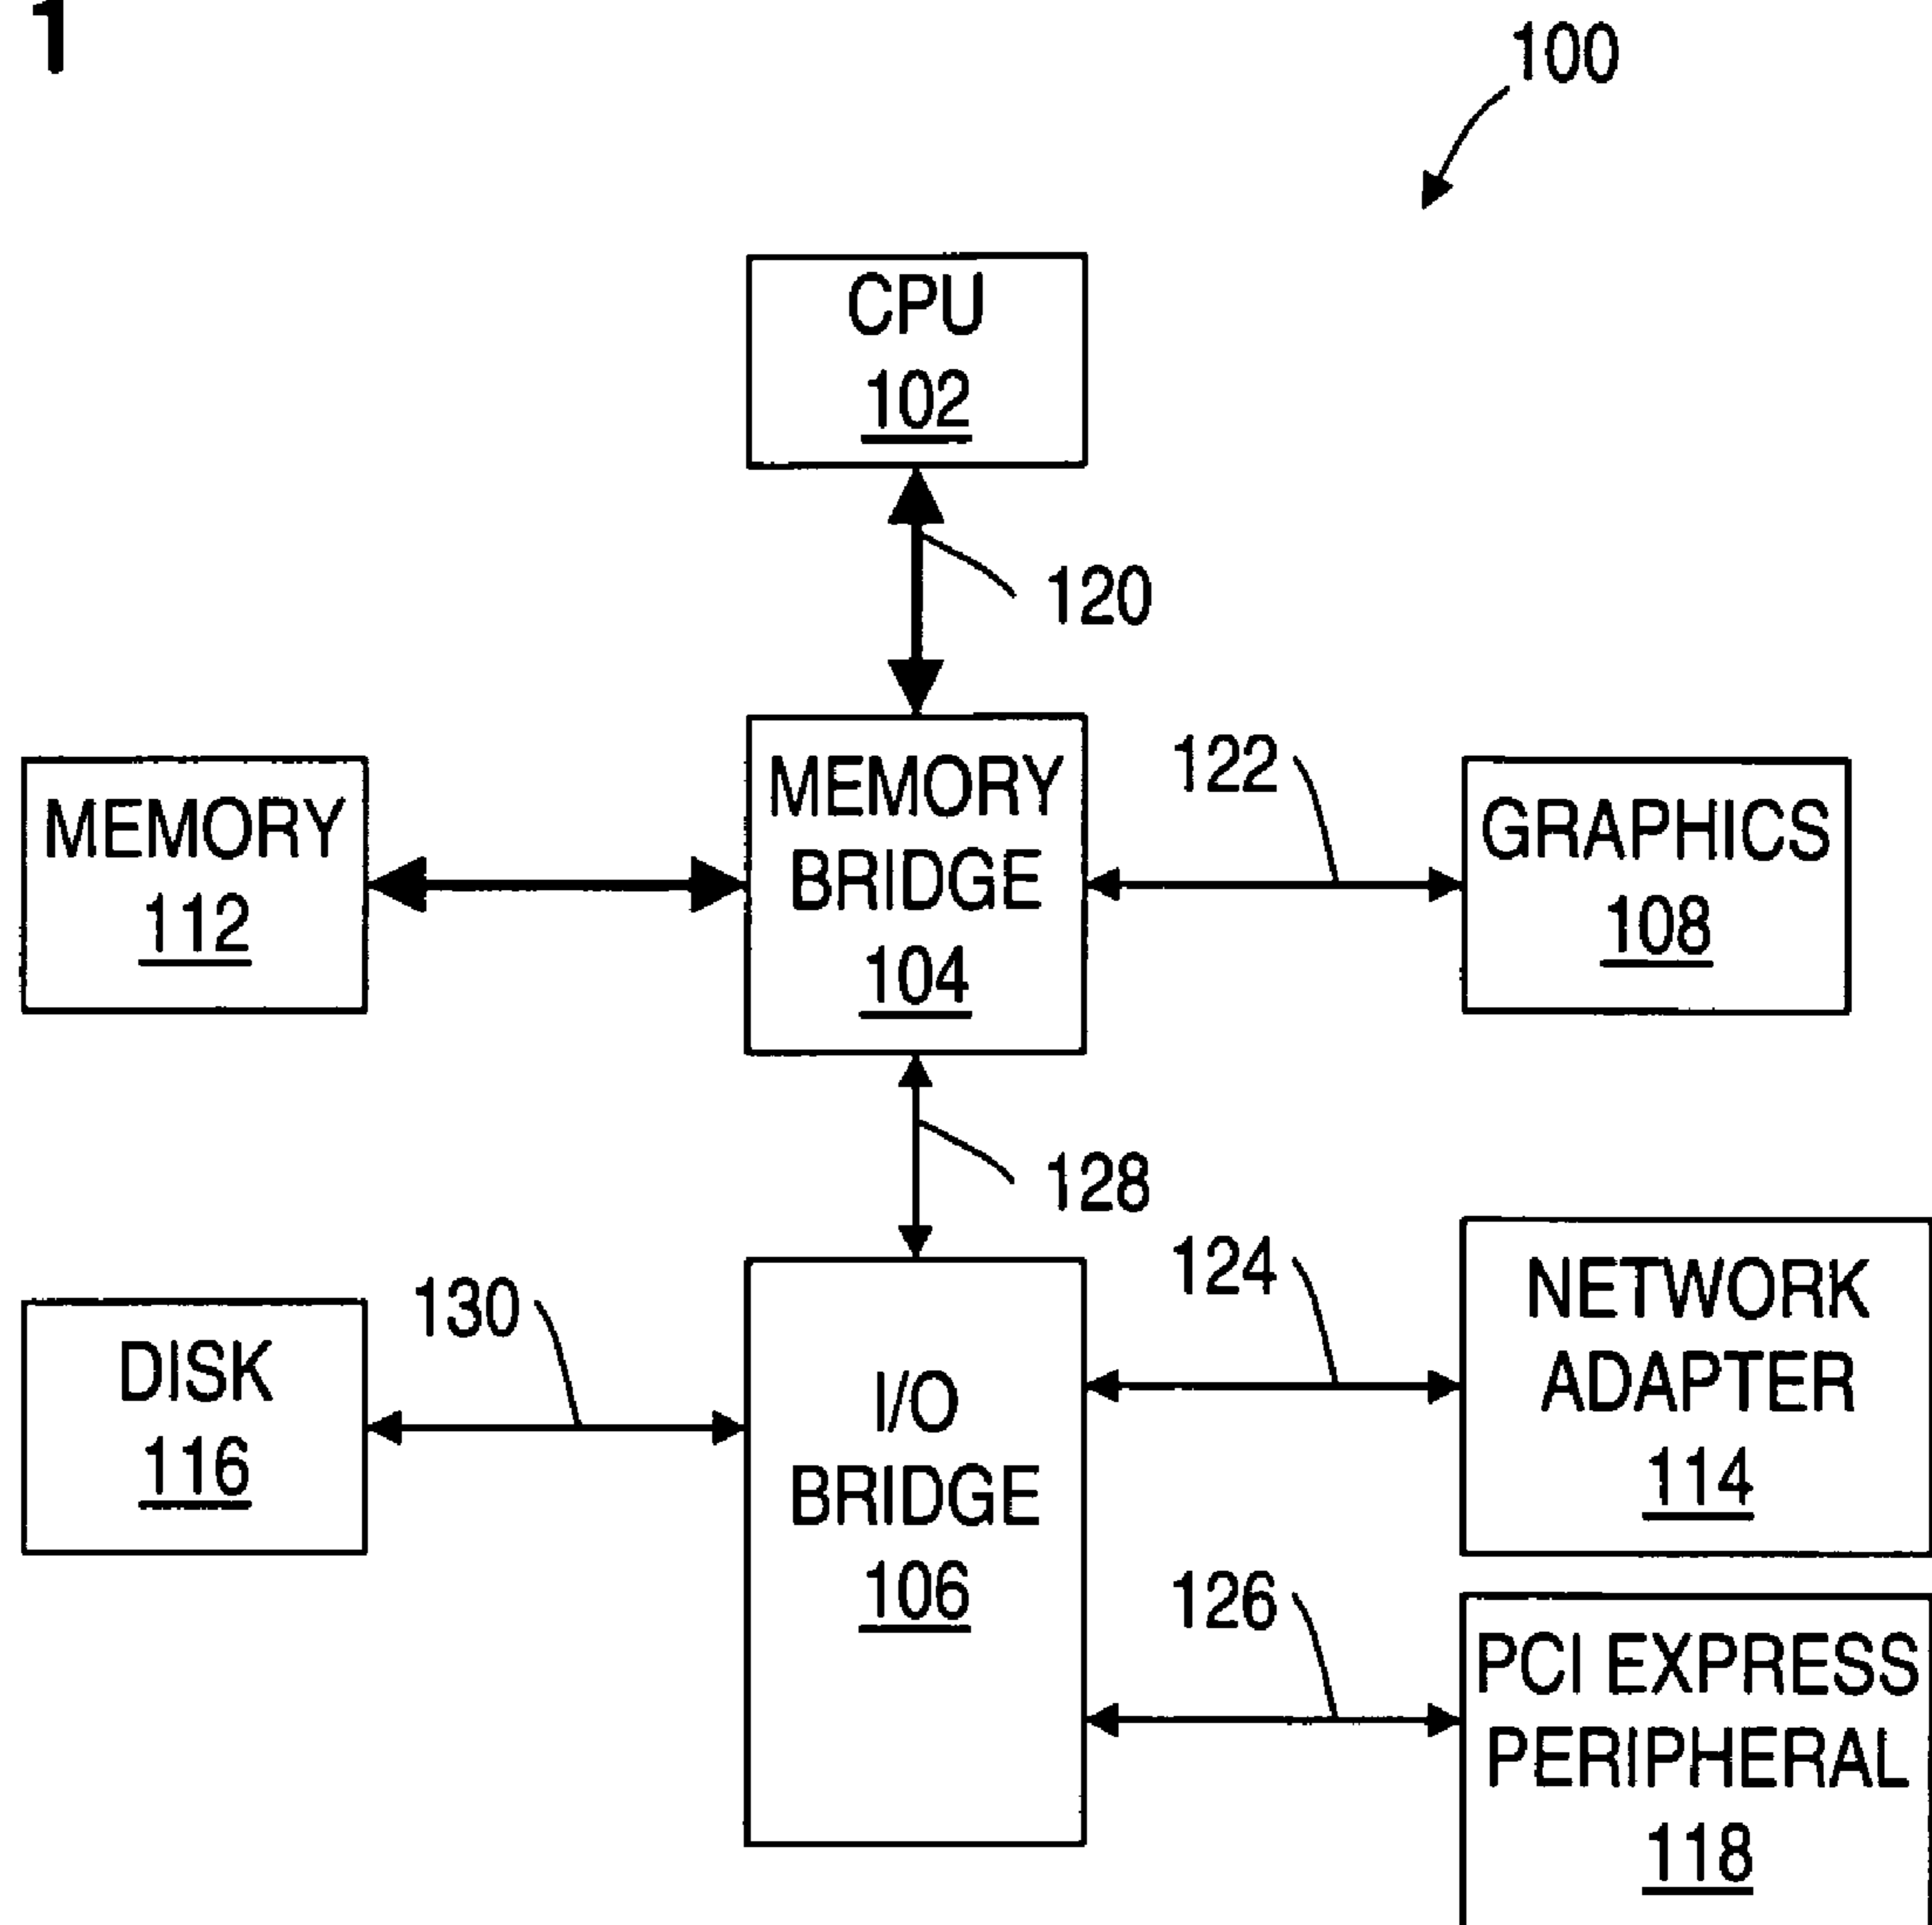 1
100
CPU
102
120
MEMORY
112
MEMORY
BRIDGE
104
122
GRAPHICS
108
128
DISK
116
130
I/O
BRIDGE
106
124
NETWORK
ADAPTER
114
126
PCI EXPRESS
PERIPHERAL
118